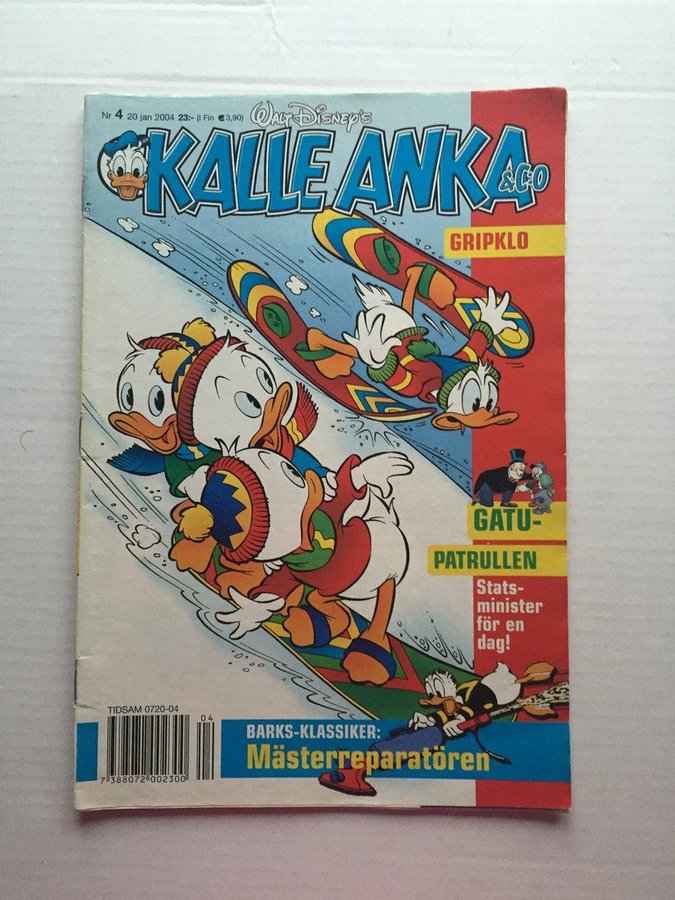 Nr 4 20 jan 2004 23:- (I Fin € 3,90)
Walt Disney's
KALLE ANKA
&C:O
GRIPKLO
GATU-
PATRULLEN
Stats-
minister
för en
dag!
TIDSAM 0720-04
04
7 388072 002300
BARKS-KLASSIKER:
Mästerreparatören